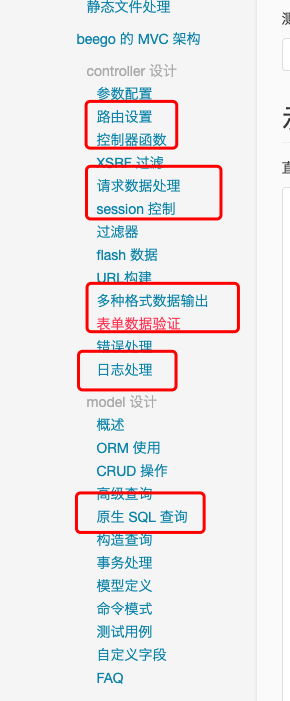 静态文件处理
beego 的 MVC 架构
controller 设计
参数配置
路由设置
控制器函数
XSRF 过滤
请求数据处理
session 控制
过滤器
flash 数据
URL构建
多种格式数据输出
表单数据验证
错误处理
日志处理
model 设计
概述
ORM 使用
CRUD 操作
高级查询
原生 SQL 查询
构造查询
事务处理
模型定义
命令模式
测试用例
自定义字段
FAQ